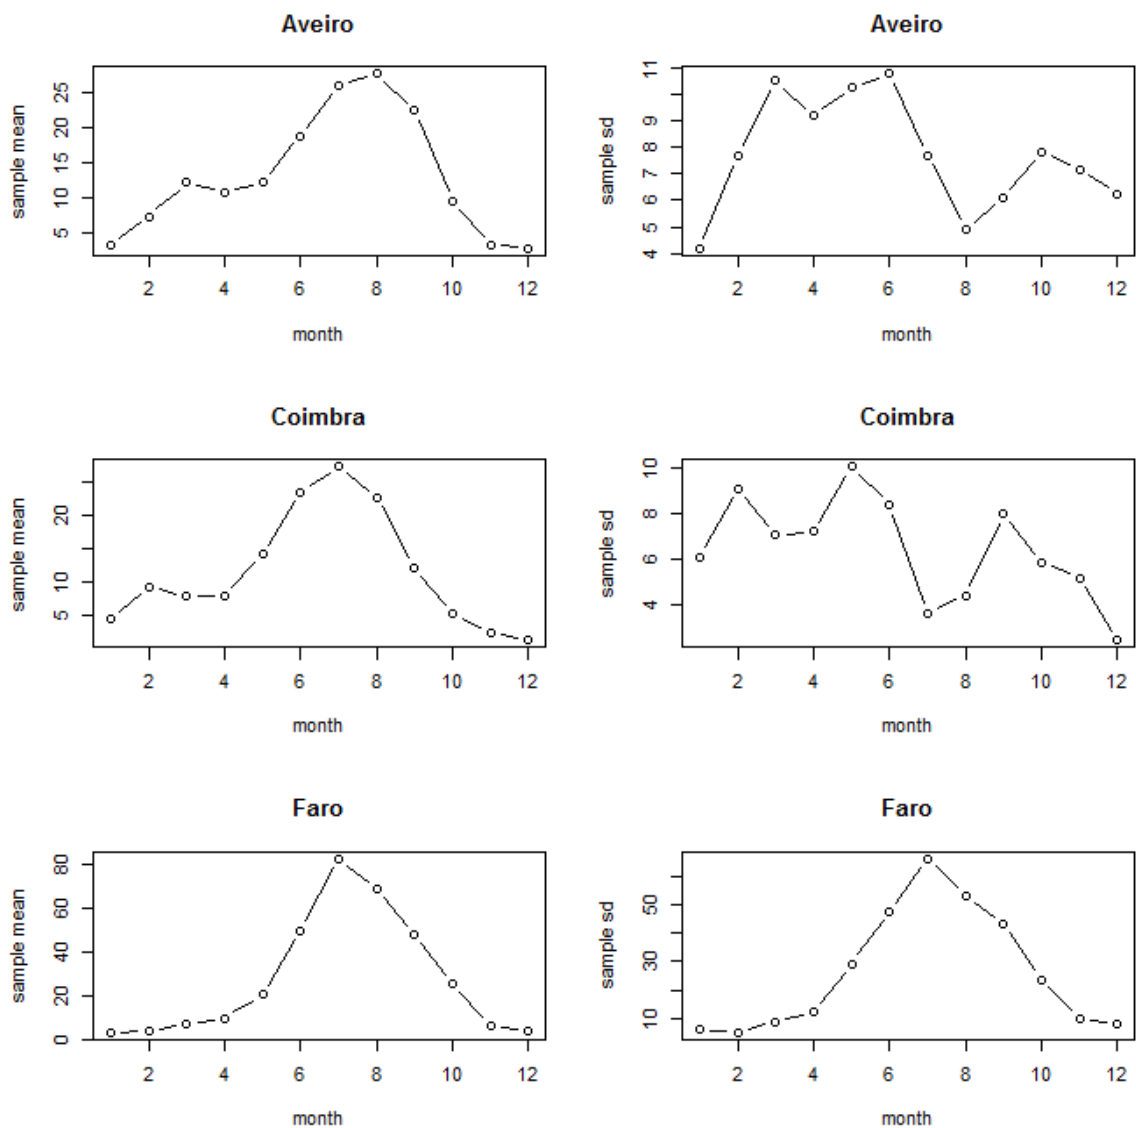 Aveiro
sample mean
5 10 15 20 25
2 4 6 8 10 12
month
Aveiro
sample sd
4 5 6 7 8 9 11
2 4 6 8 10 12
month
Coimbra
sample mean
5 10 20
2 4 6 8 10 12
month
Coimbra
sample sd
4 6 8 10
2 4 6 8 10 12
month
Faro
sample mean
0 20 40 60 80
2 4 6 8 10 12
month
Faro
sample sd
10 30 50
2 4 6 8 10 12
month